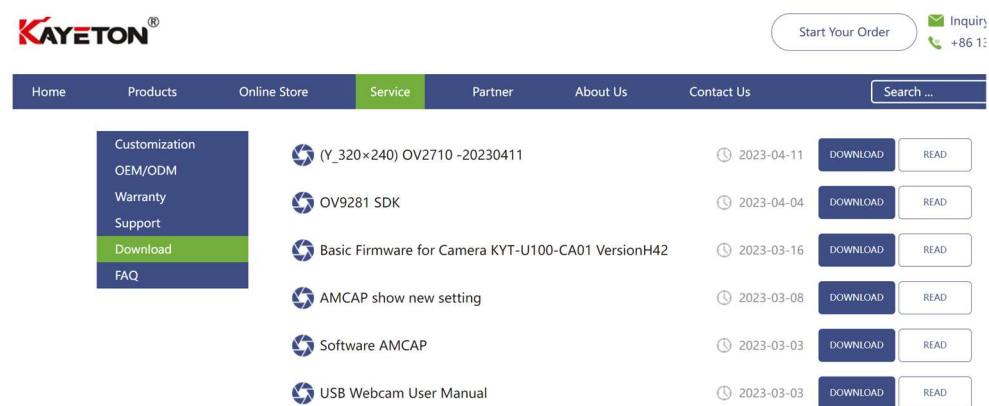 KAYETON®
Start Your Order
Inquiry
+86 13
Home Products Online Store Service Partner About Us Contact Us Search ...
Customization
OEM/ODM
Warranty
Support
Download
FAQ
(Y_320×240) OV2710 -20230411 2023-04-11 DOWNLOAD READ
OV9281 SDK 2023-04-04 DOWNLOAD READ
Basic Firmware for Camera KYT-U100-CA01 VersionH42 2023-03-16 DOWNLOAD READ
AMCAP show new setting 2023-03-08 DOWNLOAD READ
Software AMCAP 2023-03-03 DOWNLOAD READ
USB Webcam User Manual 2023-03-03 DOWNLOAD READ